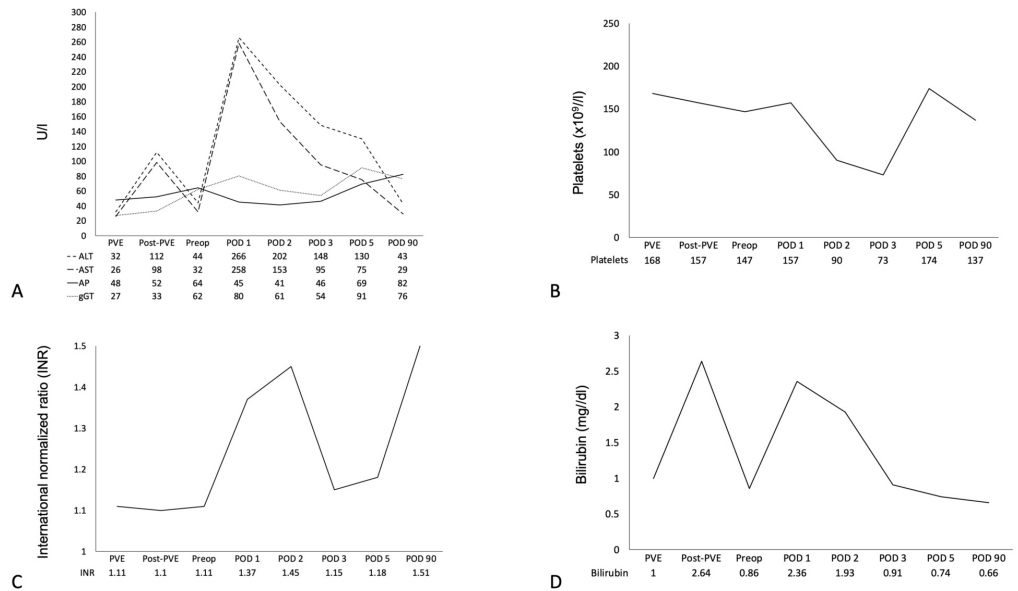 300
280
260
240
220
200
180
160
140
120
100
80
60
40
20
0
U/l
PVE Post-PVE Preop POD 1 POD 2 POD 3 POD 5 POD 90
ALT 32 112 44 266 202 148 130 43
AST 26 98 32 258 153 95 75 29
AP 48 52 64 45 41 46 69 82
gGT 27 33 62 80 61 54 91 76
A
250
200
150
100
50
0
Platelets (x10⁹//l)
PVE Post-PVE Preop POD 1 POD 2 POD 3 POD 5 POD 90
Platelets 168 157 147 157 90 73 174 137
B
1.5
1.4
1.3
1.2
1.1
1
International normalized ratio (INR)
PVE Post-PVE Preop POD 1 POD 2 POD 3 POD 5 POD 90
INR 1.11 1.1 1.11 1.37 1.45 1.15 1.18 1.51
C
3
2.5
2
1.5
1
0.5
0
Bilirubin (mg//dl)
PVE Post-PVE Preop POD 1 POD 2 POD 3 POD 5 POD 90
Bilirubin 1 2.64 0.86 2.36 1.93 0.91 0.74 0.66
D